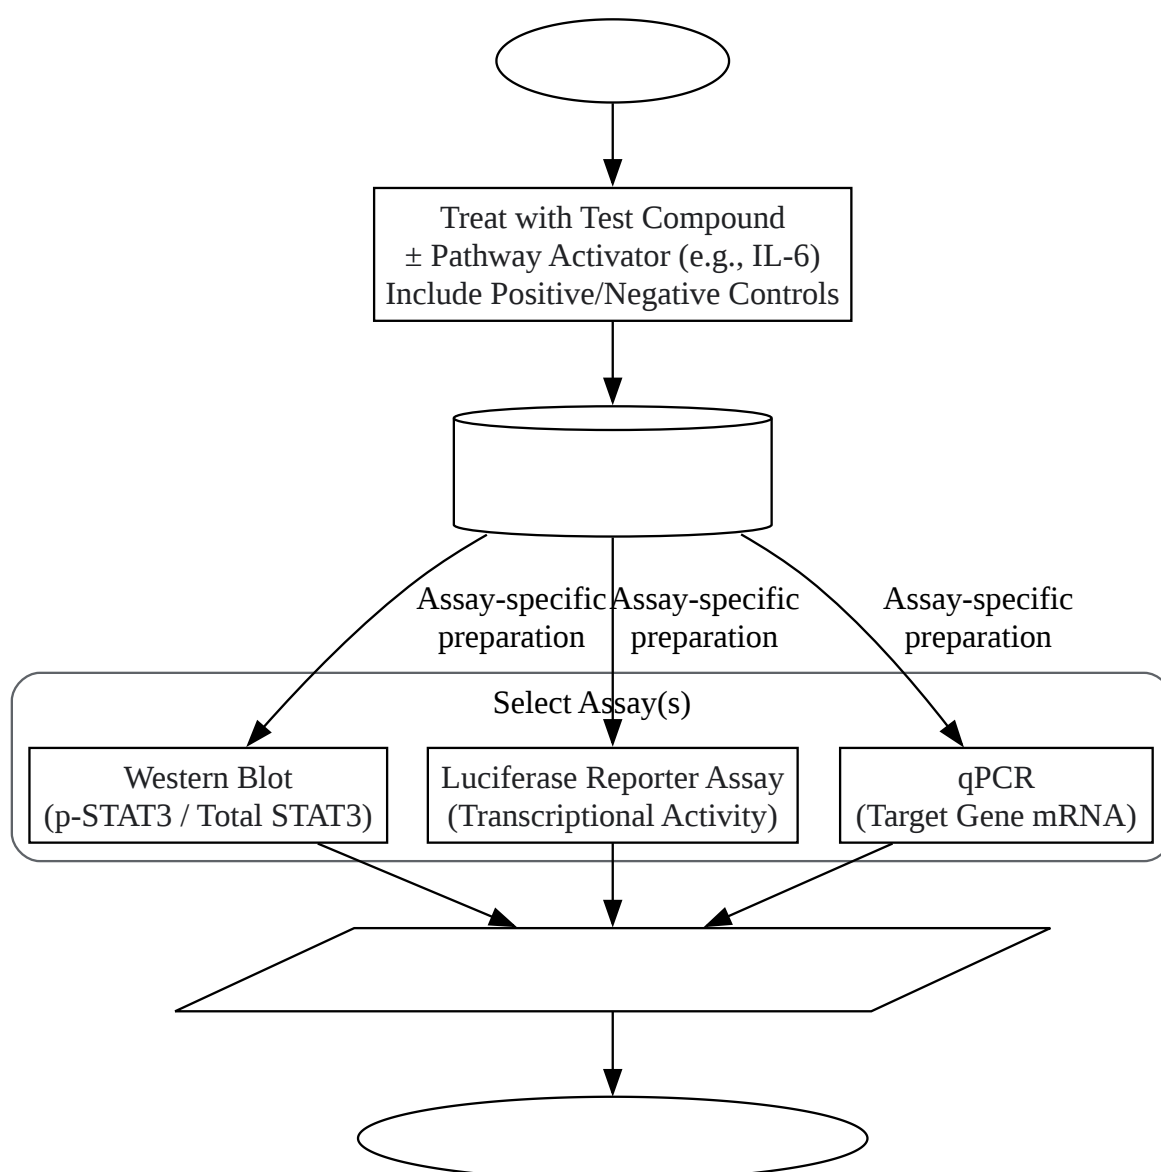 Treat with Test Compound
± Pathway Activator (e.g., IL-6)
Include Positive/Negative Controls
Assay-specific
preparation
Assay-specific
preparation
Assay-specific
preparation
Select Assay(s)
Western Blot
(p-STAT3 / Total STAT3)
Luciferase Reporter Assay
(Transcriptional Activity)
qPCR
(Target Gene mRNA)